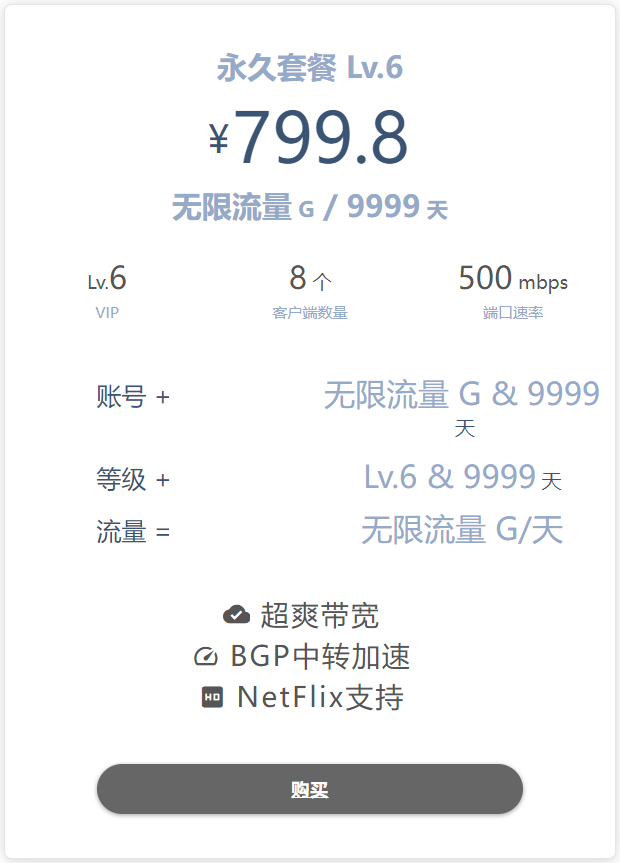 永久套餐 Lv.6
¥799.8
无限流量 G / 9999 天
Lv.6 8 个 500 mbps
VIP 客户端数量 端口速率
账号 + 无限流量 G & 9999
天
等级 + Lv.6 & 9999 天
流量 = 无限流量 G/天
超爽带宽
BGP中转加速
HD NetFlix支持
购买